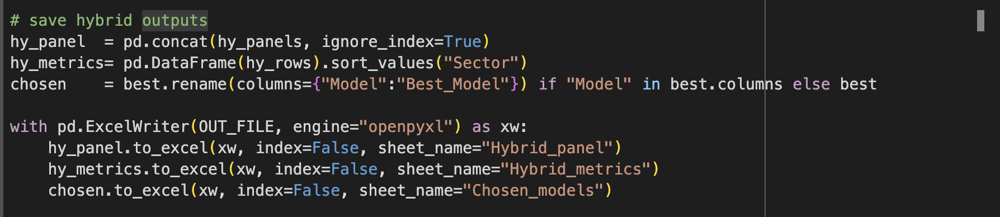 # save hybrid outputs
hy_panel  = pd.concat(hy_panels, ignore_index=True)
hy_metrics= pd.DataFrame(hy_rows).sort_values("Sector")
chosen    = best.rename(columns={"Model":"Best_Model"}) if "Model" in best.columns else best

with pd.ExcelWriter(OUT_FILE, engine="openpyxl") as xw:
    hy_panel.to_excel(xw, index=False, sheet_name="Hybrid_panel")
    hy_metrics.to_excel(xw, index=False, sheet_name="Hybrid_metrics")
    chosen.to_excel(xw, index=False, sheet_name="Chosen_models")